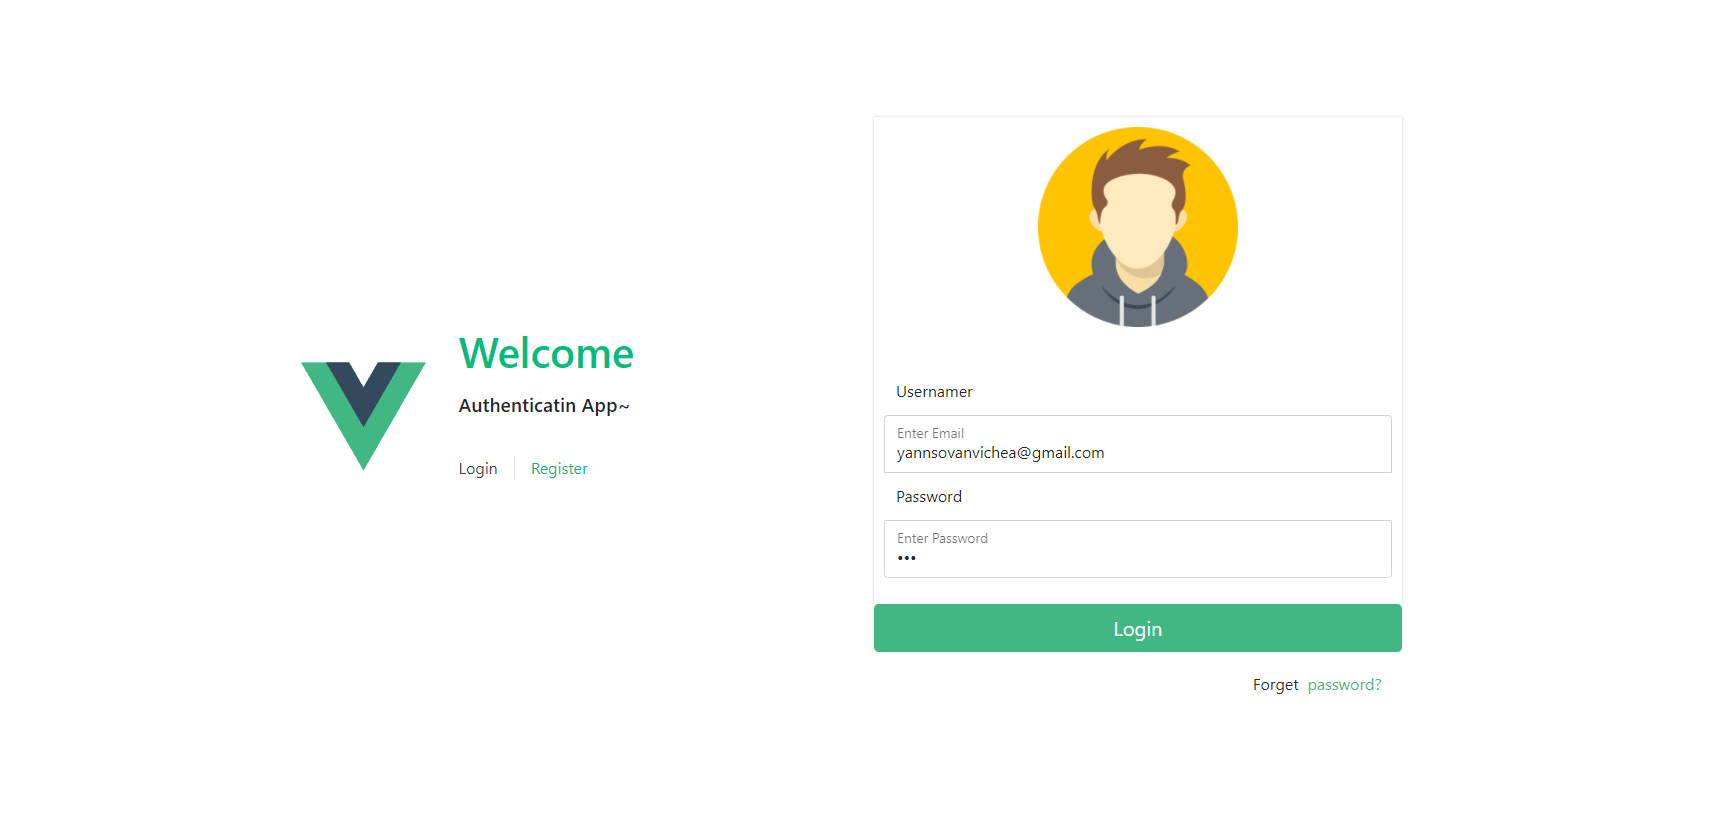 Welcome
Authenticatin App~
Login
Register
Usernamer
Enter Email
yannsovanvichea@gmail.com
Password
Enter Password
•••
Login
Forget password?